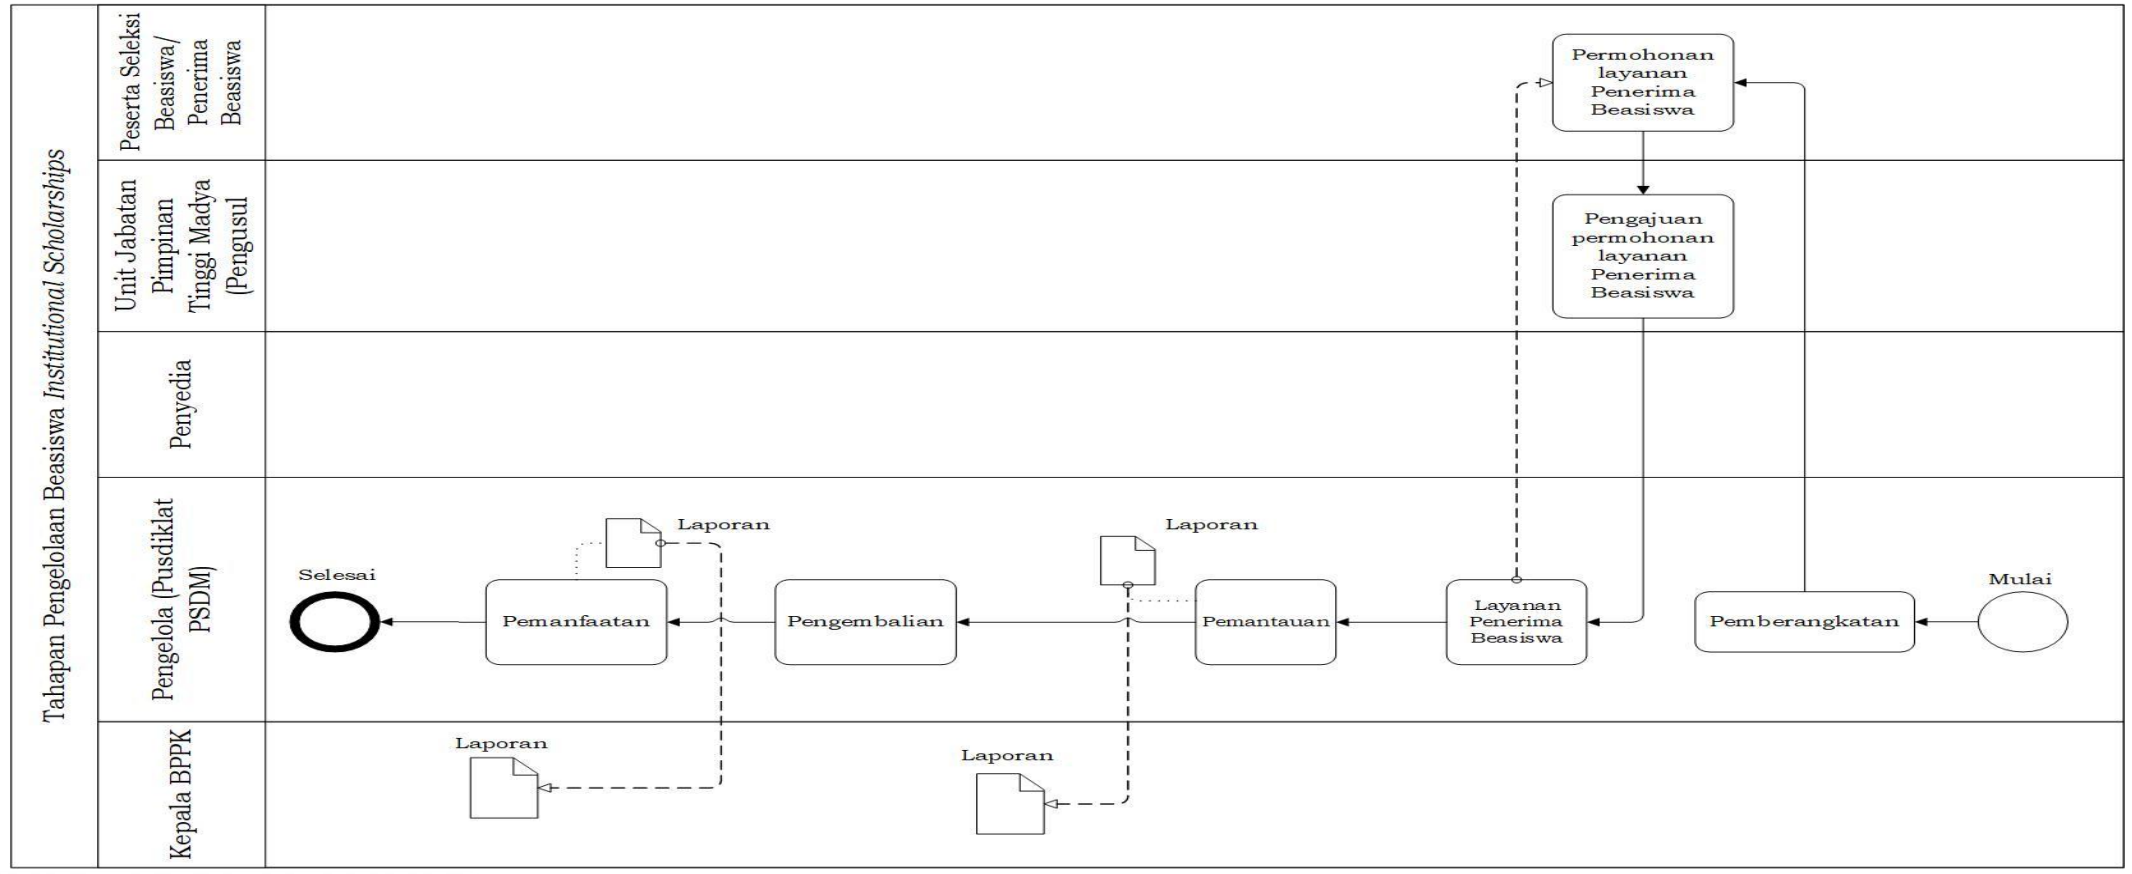 Tahapan Pengelolaan Beasiswa Institutional Scholarships
Peserta Seleksi
Beasiswa/
Penerima
Beasiswa
Permohonan
layanan
Penerima
Beasiswa
Unit Jabatan
Pimpinan
Tinggi Madya
(Pengusul
Pengajuan
permohonan
layanan
Penerima
Beasiswa
Penyedia
Pengelola (Pusdiklat
PSDM)
Selesai
Pemanfaatan
Laporan
Pengembalian
Laporan
Pemantauan
Layanan
Penerima
Beasiswa
Pemberangkatan
Mulai
Kepala BPPK
Laporan
Laporan